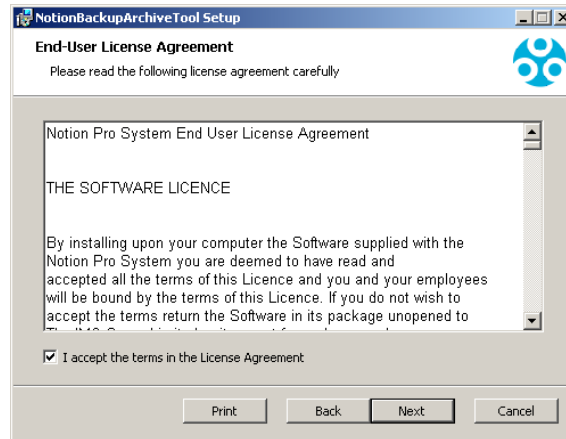 NotionBackupArchiveTool Setup
End-User License Agreement
Please read the following license agreement carefully
Notion Pro System End User License Agreement
THE SOFTWARE LICENCE
By installing upon your computer the Software supplied with the
Notion Pro System you are deemed to have read and
accepted all the terms of this Licence and you and your employees
will be bound by the terms of this Licence. If you do not wish to
accept the terms return the Software in its package unopened to
I accept the terms in the License Agreement
Print Back Next Cancel